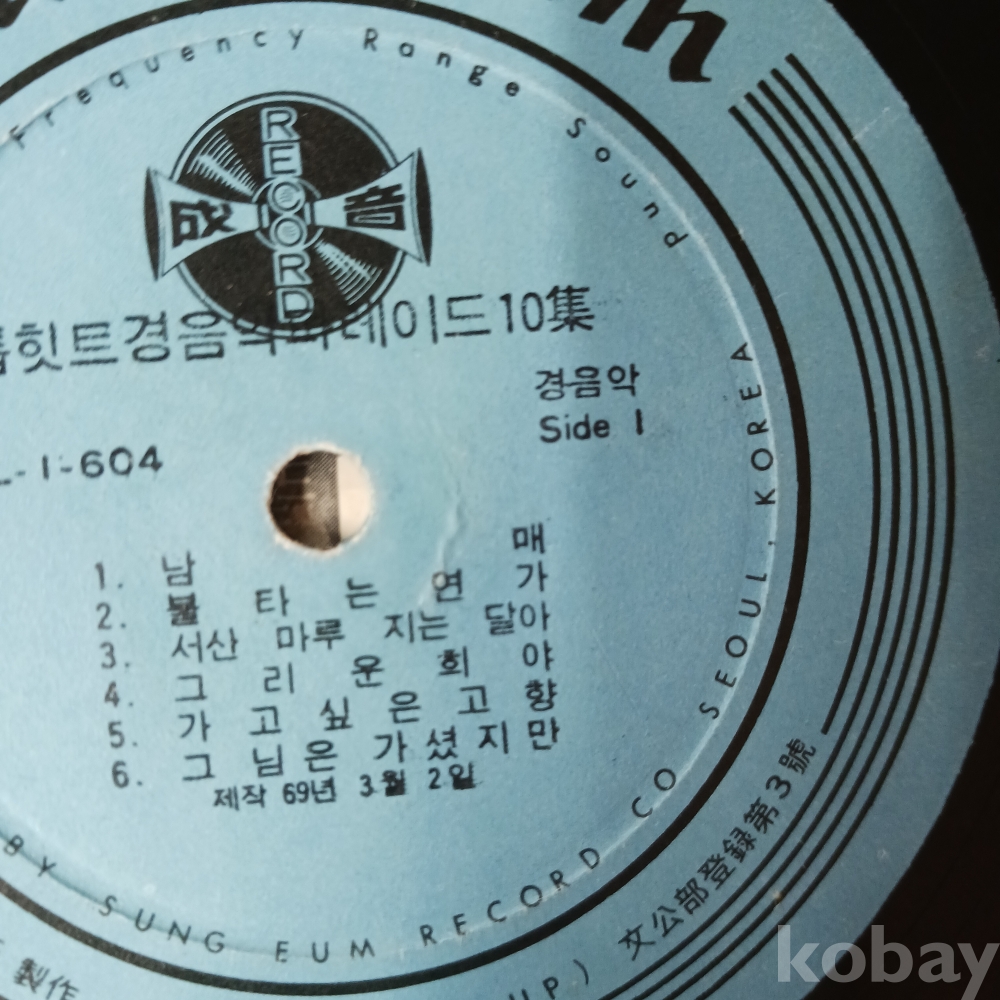 Frequency Range Sound
RECORD
成音
힛트경음악퍼레이드10集
경음악
Side 1
-1-604
1. 남매
2. 불타는연가
3. 서산 마루 지는 달아
4. 그리운 희야
5. 가고싶은고향
6. 그님은 가셨지만
제작 69년 3월 2일
BY SUNG EUM RECORD CO SEOUL, KOREA
製作
UP) 文公部登録第3號
kobay